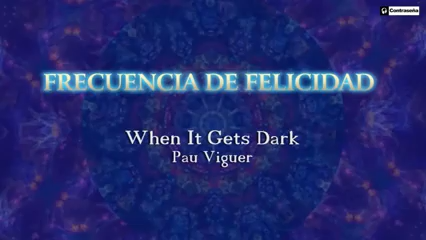 Contraseña
FRECUENCIA DE FELICIDAD
When It Gets Dark
Pau Viguer